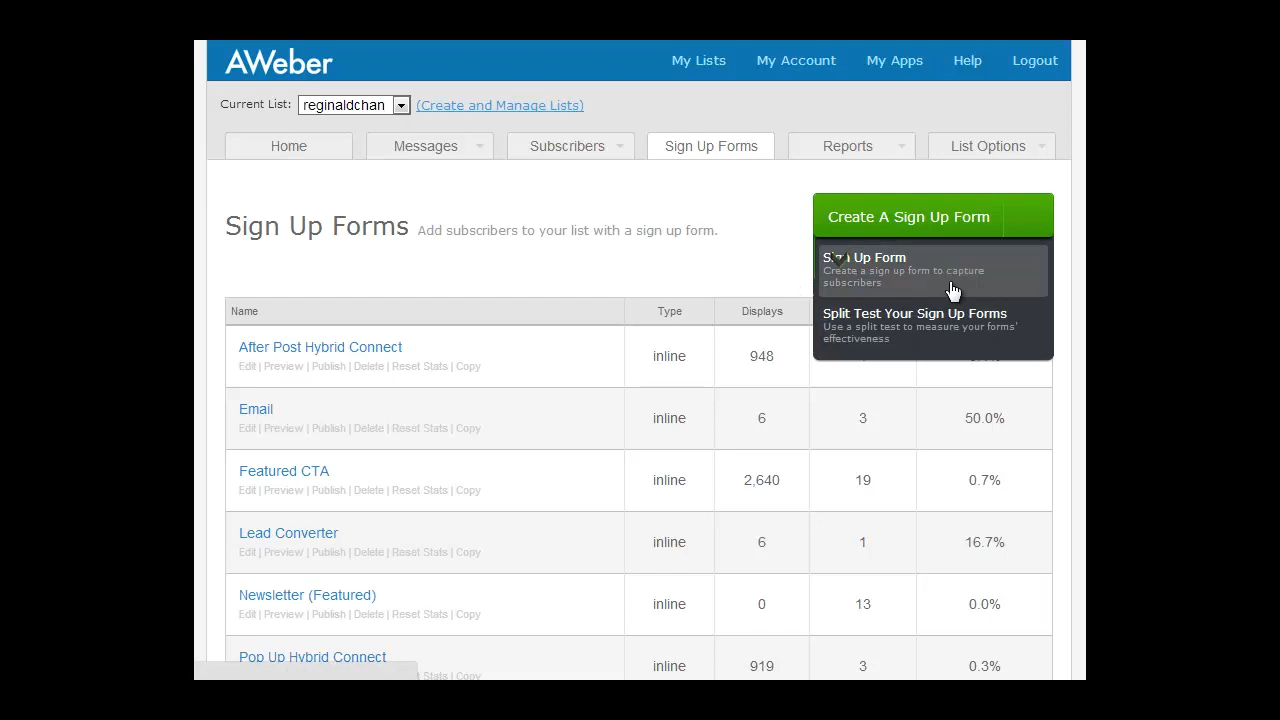 AWeber
My Lists My Account My Apps Help Logout
Current List: reginaldchan (Create and Manage Lists)
Home Messages Subscribers Sign Up Forms Reports List Options
Create A Sign Up Form
Sign Up Forms Add subscribers to your list with a sign up form.
Sign Up Form
Create a sign up form to capture
subscribers
Split Test Your Sign Up Forms
Use a split test to measure your forms'
effectiveness
Name Type Displays
After Post Hybrid Connect inline 948
Edit | Preview | Publish | Delete | Reset Stats | Copy
Email inline 6 3 50.0%
Edit | Preview | Publish | Delete | Reset Stats | Copy
Featured CTA inline 2,640 19 0.7%
Edit | Preview | Publish | Delete | Reset Stats | Copy
Lead Converter inline 6 1 16.7%
Edit | Preview | Publish | Delete | Reset Stats | Copy
Newsletter (Featured) inline 0 13 0.0%
Edit | Preview | Publish | Delete | Reset Stats | Copy
Pop Up Hybrid Connect inline 919 3 0.3%
Stats | Copy